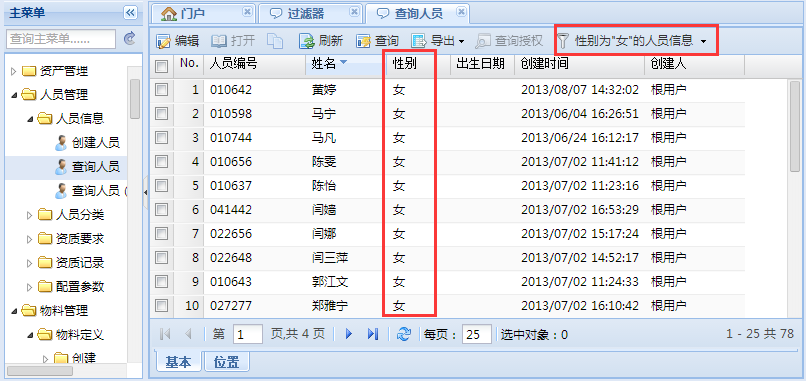 主菜单
查询主菜单......
资产管理
人员管理
人员信息
创建人员
查询人员
查询人员 (
人员分类
资质要求
资质记录
配置参数
物料管理
物料定义
创建
门户 过滤器 查询人员
编辑 打开 刷新 查询 导出 查询授权 性别为"女"的人员信息
No. 人员编号 姓名 性别 出生日期 创建时间 创建人
1 010642 黄婷 女 2013/08/07 14:32:02 根用户
2 010598 马宁 女 2013/06/04 16:26:51 根用户
3 010744 马凡 女 2013/06/24 16:12:17 根用户
4 010656 陈雯 女 2013/07/02 11:41:12 根用户
5 010637 陈怡 女 2013/07/02 11:23:16 根用户
6 041442 闫嬙 女 2013/07/02 16:53:29 根用户
7 022656 闫娜 女 2013/07/02 15:17:24 根用户
8 022648 闫三萍 女 2013/07/02 14:52:17 根用户
9 010643 郭江文 女 2013/07/02 11:24:33 根用户
10 027277 郑雅宁 女 2013/07/02 16:10:42 根用户
第 1 页,共 4 页 每页： 25 选中对象：0 1 - 25 共 78
基本 位置